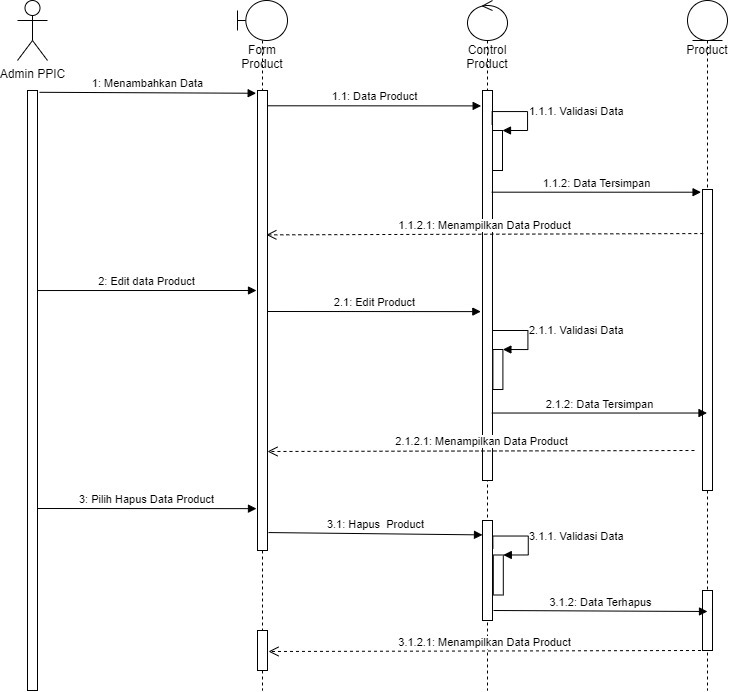 Admin PPIC
Form
Product
Control
Product
Product
1: Menambahkan Data
1.1: Data Product
1.1.1. Validasi Data
1.1.2: Data Tersimpan
1.1.2.1: Menampilkan Data Product
2: Edit data Product
2.1: Edit Product
2.1.1. Validasi Data
2.1.2: Data Tersimpan
2.1.2.1: Menampilkan Data Product
3: Pilih Hapus Data Product
3.1: Hapus  Product
3.1.1. Validasi Data
3.1.2: Data Terhapus
3.1.2.1: Menampilkan Data Product